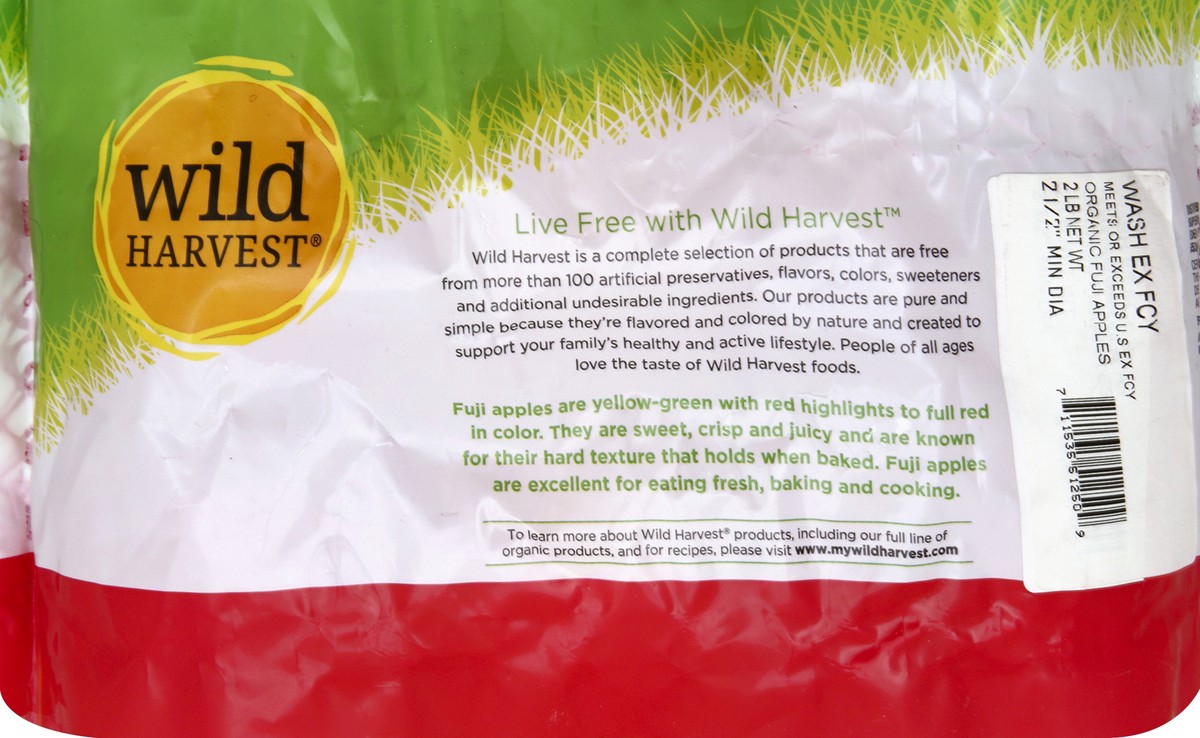 wild
HARVEST®
Live Free with Wild Harvest™
Wild Harvest is a complete selection of products that are free
from more than 100 artificial preservatives, flavors, colors, sweeteners
and additional undesirable ingredients. Our products are pure and
simple because they're flavored and colored by nature and created to
support your family's healthy and active lifestyle. People of all ages
love the taste of Wild Harvest foods.
Fuji apples are yellow-green with red highlights to full red
in color. They are sweet, crisp and juicy and are known
for their hard texture that holds when baked. Fuji apples
are excellent for eating fresh, baking and cooking.
To learn more about Wild Harvest® products, including our full line of
organic products, and for recipes, please visit www.mywildharvest.com
WASH EX FCY
MEETS OR EXCEEDS U.S EX FCY
ORGANIC FUJI APPLES
2 LB NET WT
2 1/2" MIN DIA
7 11535 51250 9